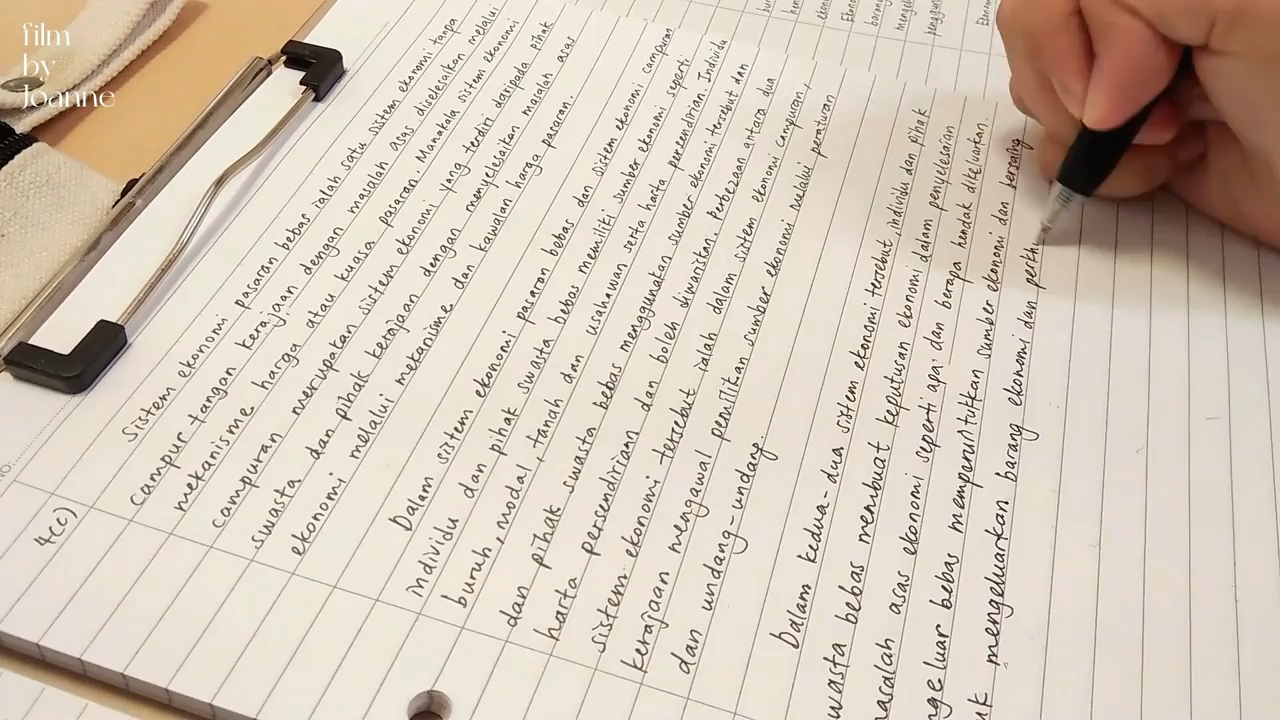 film
by
Joanne
4(c)
Sistem ekonomi pasaran bebas ialah satu sistem ekonomi tanpa
campur tangan kerajaan dengan masalah asas diselesaikan melalui
mekanisme harga atau kuasa pasaran. Manakala sistem ekonomi
campuran merupakan sistem ekonomi yang terdiri daripada pihak
swasta dan pihak kerajaan dengan menyelesaikan masalah asas
ekonomi melalui mekanisme dan kawalan harga pasaran.
Dalam sistem ekonomi pasaran bebas dan sistem ekonomi campuran
individu dan pihak swasta bebas memiliki sumber ekonomi seperti
buruh, modal, tanah dan usahawan serta harta persendirian. Individu
dan pihak swasta bebas menggunakan sumber ekonomi tersebut dan
harta persendirian dan boleh diwariskan. Perbezaan antara dua
sistem ekonomi tersebut ialah dalam sistem ekonomi campuran,
kerajaan mengawal pemilikan sumber ekonomi melalui peraturan
dan undang-undang.
Dalam kedua-dua sistem ekonomi tersebut individu dan pihak
wasta bebas membuat keputusan ekonomi dalam penyelesaian
masalah asas ekonomi seperti apa dan berapa hendak dikeluarkan.
ngeluar bebas memperuntukkan sumber ekonomi dan bersaing
uk mengeluarkan barang ekonomi dan perkh
Ekonom